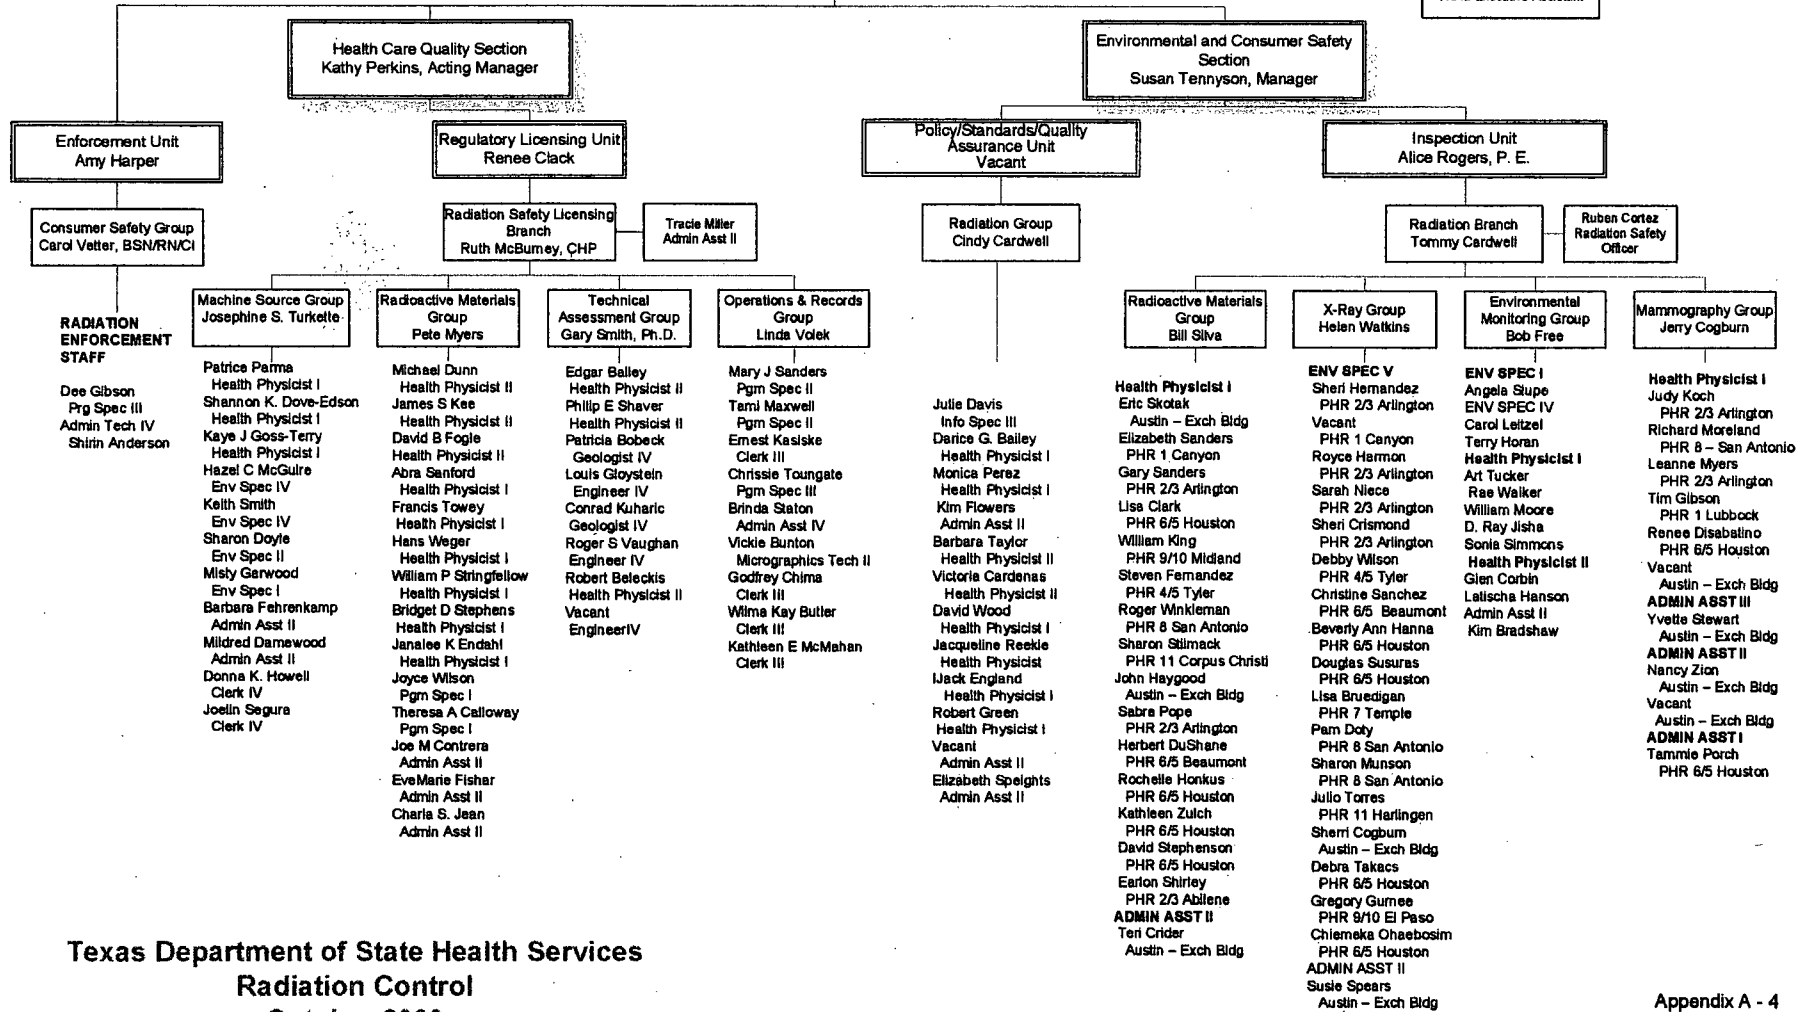 Health Care Quality Section
Kathy Perkins, Acting Manager
Environmental and Consumer Safety
Section
Susan Tennyson, Manager
Enforcement Unit
Amy Harper
Regulatory Licensing Unit
Renee Clack
Policy/Standards/Quality
Assurance Unit
Vacant
Inspection Unit
Alice Rogers, P. E.
Consumer Safety Group
Carol Vetter, BSN/RN/CI
Radiation Safety Licensing
Branch
Ruth McBurney, CHP
Tracie Miller
Admin Asst II
Radiation Group
Cindy Cardwell
Radiation Branch
Tommy Cardwell
Ruben Cortez
Radiation Safety
Officer
RADIATION
ENFORCEMENT
STAFF
Dee Gibson
Prg Spec III
Admin Tech IV
Shirin Anderson
Machine Source Group
Josephine S. Turkette
Patrice Parma
Health Physicist I
Shannon K. Dove-Edson
Health Physicist I
Kaye J Goss-Terry
Health Physicist I
Hazel C McGuire
Env Spec IV
Keith Smith
Env Spec IV
Sharon Doyle
Env Spec II
Misty Garwood
Env Spec I
Barbara Fehrenkamp
Admin Asst II
Mildred Damewood
Admin Asst II
Donna K. Howell
Clerk IV
Joelin Segura
Clerk IV
Radioactive Materials
Group
Pete Myers
Michael Dunn
Health Physicist II
James S Kee
Health Physicist II
David B Fogle
Health Physicist II
Abra Sanford
Health Physicist I
Francis Towey
Health Physicist I
Hans Weger
Health Physicist I
William P Stringfellow
Health Physicist I
Bridget D Stephens
Health Physicist I
Janalee K Endahl
Health Physicist I
Joyce Wilson
Pgm Spec I
Theresa A Calloway
Pgm Spec I
Joe M Contrera
Admin Asst II
EveMarie Fisher
Admin Asst II
Charla S. Jean
Admin Asst II
Technical
Assessment Group
Gary Smith, Ph.D.
Edgar Bailey
Health Physicist II
Philip E Shaver
Health Physicist II
Patricia Bobeck
Geologist IV
Louis Gloystein
Engineer IV
Conrad Kuharic
Geologist IV
Roger S Vaughan
Engineer IV
Robert Beleckis
Health Physicist II
Vacant
EngineerIV
Operations & Records
Group
Linda Volek
Mary J Sanders
Pgm Spec II
Tami Maxwell
Pgm Spec II
Ernest Kasiske
Clerk III
Chrissie Toungate
Pgm Spec III
Brinda Staton
Admin Asst IV
Vickie Bunton
Micrographics Tech II
Godfrey Chima
Clerk III
Wilma Kay Butler
Clerk III
Kathleen E McMahan
Clerk III
Julie Davis
Info Spec III
Darice G. Bailey
Health Physicist I
Monica Perez
Health Physicist I
Kim Flowers
Admin Asst II
Barbara Taylor
Health Physicist II
Victoria Cardenas
Health Physicist II
David Wood
Health Physicist I
Jacqueline Reekie
Health Physicist
IJack England
Health Physicist I
Robert Green
Health Physicist I
Vacant
Admin Asst II
Elizabeth Speights
Admin Asst II
Radioactive Materials
Group
Bill Silva
Health Physicist I
Eric Skotak
Austin – Exch Bldg
Elizabeth Sanders
PHR 1 Canyon
Gary Sanders
PHR 2/3 Arlington
Lisa Clark
PHR 6/5 Houston
William King
PHR 9/10 Midland
Steven Fernandez
PHR 4/5 Tyler
Roger Winkleman
PHR 8 San Antonio
Sharon Stilmack
PHR 11 Corpus Christi
John Haygood
Austin – Exch Bldg
Sabra Pope
PHR 2/3 Arlington
Herbert DuShane
PHR 6/5 Beaumont
Rochelle Honkus
PHR 6/5 Houston
Kathleen Zulch
PHR 6/5 Houston
David Stephenson
PHR 6/5 Houston
Earlon Shirley
PHR 2/3 Abilene
ADMIN ASST II
Teri Crider
Austin – Exch Bldg
X-Ray Group
Helen Watkins
ENV SPEC V
Sheri Hernandez
PHR 2/3 Arlington
Vacant
PHR 1 Canyon
Royce Harmon
PHR 2/3 Arlington
Sarah Niece
PHR 2/3 Arlington
Sheri Crismond
PHR 2/3 Arlington
Debby Wilson
PHR 4/5 Tyler
Christine Sanchez
PHR 6/5 Beaumont
Beverly Ann Hanna
PHR 6/5 Houston
Douglas Susuras
PHR 6/5 Houston
Lisa Bruedigan
PHR 7 Temple
Pam Doty
PHR 8 San Antonio
Sharon Munson
PHR 8 San Antonio
Julio Torres
PHR 11 Harlingen
Sherri Cogburn
Austin – Exch Bldg
Debra Takacs
PHR 6/5 Houston
Gregory Gurnee
PHR 9/10 El Paso
Chiemeka Ohaebosim
PHR 6/5 Houston
ADMIN ASST II
Susie Spears
Austin – Exch Bldg
Environmental
Monitoring Group
Bob Free
ENV SPEC I
Angela Slupe
ENV SPEC IV
Carol Leitzel
Terry Horan
Health Physicist I
Art Tucker
Rae Walker
William Moore
D. Ray Jisha
Sonia Simmons
Health Physicist II
Glen Corbin
Latischa Hanson
Admin Asst II
Kim Bradshaw
Mammography Group
Jerry Cogburn
Health Physicist I
Judy Koch
PHR 2/3 Arlington
Richard Moreland
PHR 8 – San Antonio
Leanne Myers
PHR 2/3 Arlington
Tim Gibson
PHR 1 Lubbock
Renee Disabatino
PHR 6/5 Houston
Vacant
Austin – Exch Bldg
ADMIN ASST III
Yvette Stewart
Austin – Exch Bldg
ADMIN ASST II
Nancy Zion
Austin – Exch Bldg
Vacant
Austin – Exch Bldg
ADMIN ASST I
Tammie Porch
PHR 6/5 Houston
Texas Department of State Health Services
Radiation Control
Appendix A - 4